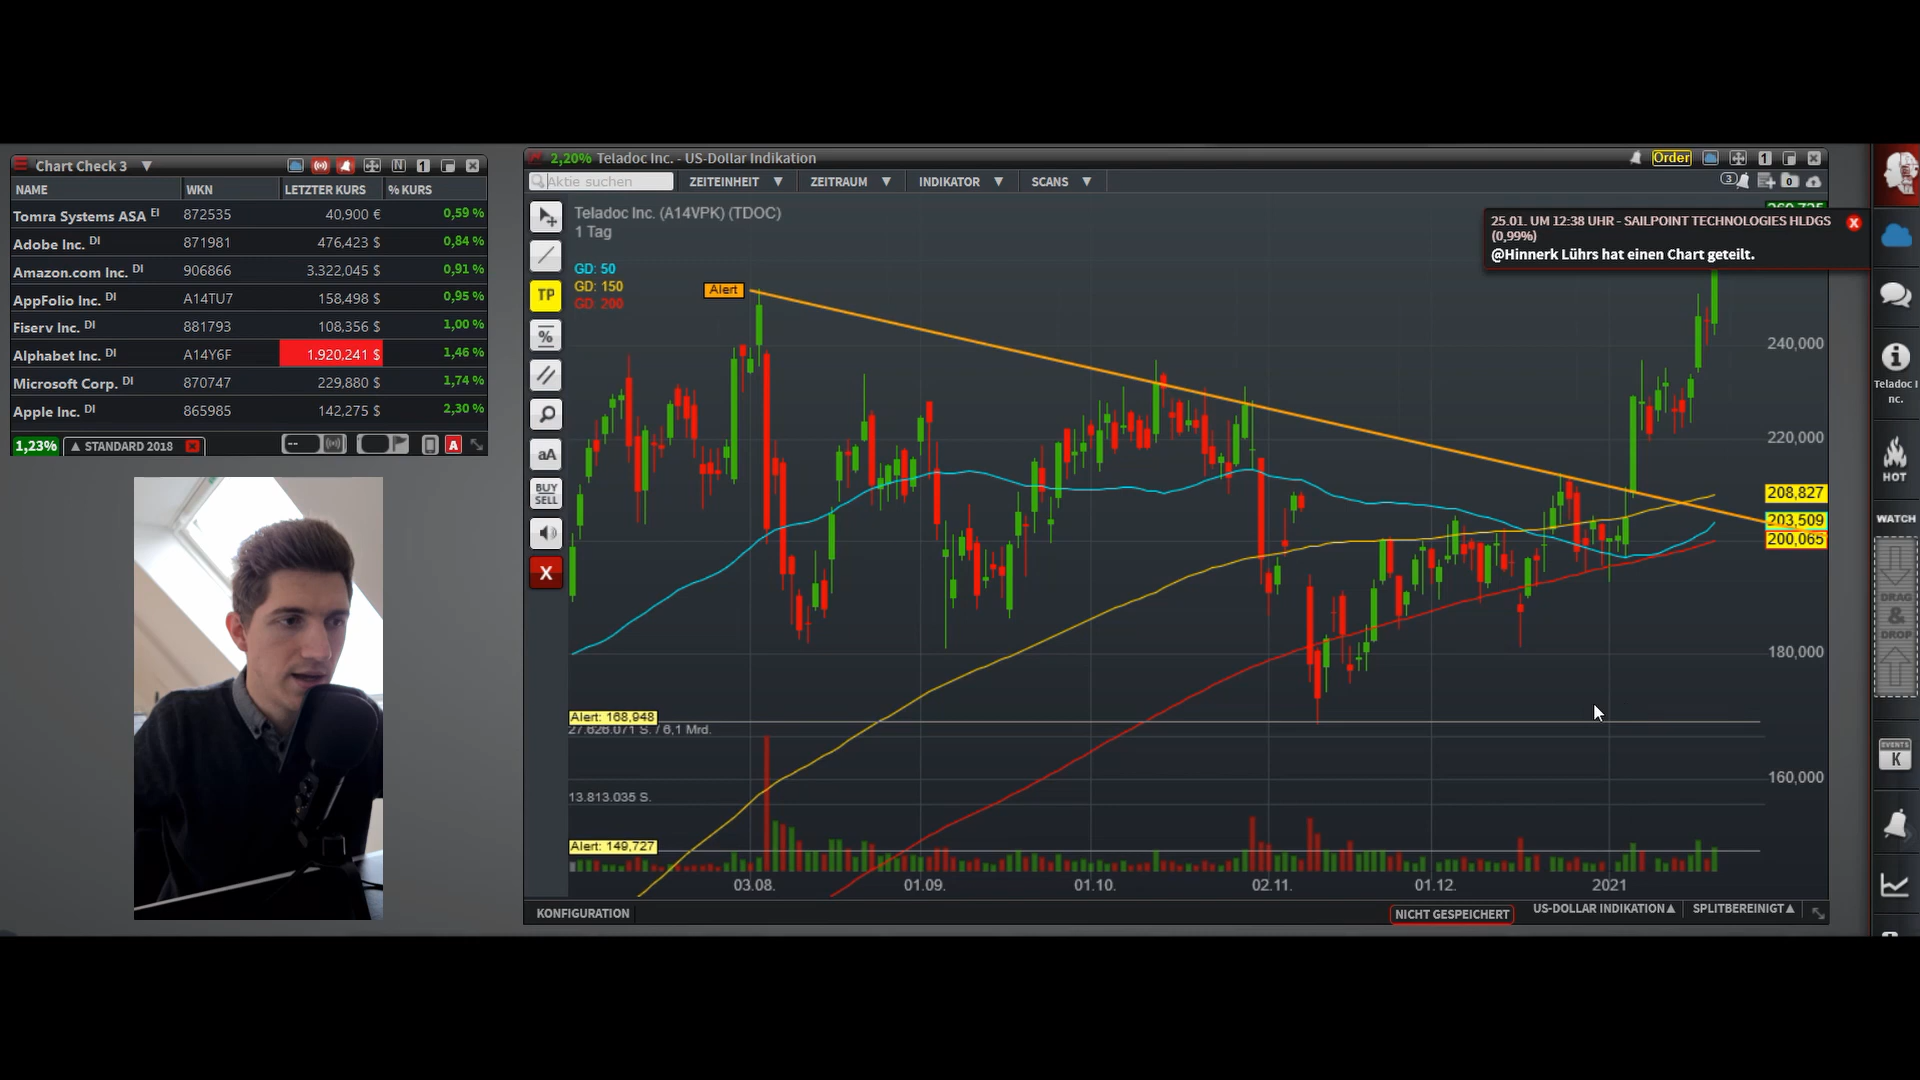 Chart Check 3
N
1
NAME WKN LETZTER KURS % KURS
Tomra Systems ASA EI 872535 40,900 € 0,59 %
Adobe Inc. DI 871981 476,423 $ 0,84 %
Amazon.com Inc. DI 906866 3.322,045 $ 0,91 %
AppFolio Inc. DI A14TU7 158,498 $ 0,95 %
Fiserv Inc. DI 881793 108,356 $ 1,00 %
Alphabet Inc. DI A14Y6F 1.920,241 $ 1,46 %
Microsoft Corp. DI 870747 229,880 $ 1,74 %
Apple Inc. DI 865985 142,275 $ 2,30 %
1,23% ▲ STANDARD 2018 -- A
2,20% Teladoc Inc. - US-Dollar Indikation
Order
1
Aktie suchen ZEITEINHEIT ▼ ZEITRAUM ▼ INDIKATOR ▼ SCANS ▼
3
0
Teladoc Inc. (A14VPK) (TDOC)
1 Tag
GD: 50
GD: 150
GD: 200
TP
%
aA
BUY
SELL
X
Alert
25.01. UM 12:38 UHR - SAILPOINT TECHNOLOGIES HLDGS
(0,99%)
@Hinnerk Lührs hat einen Chart geteilt.
240,000
220,000
208,827
203,509
200,065
180,000
160,000
Alert: 168,948
27.626.071 S. / 6,1 Mrd.
13.813.035 S.
Alert: 149,727
03.08. 01.09. 01.10. 02.11. 01.12. 2021
KONFIGURATION
NICHT GESPEICHERT
US-DOLLAR INDIKATION▲
SPLITBEREINIGT▲
Teladoc I
nc.
HOT
WATCH
DRAG
&
DROP
EVENTS
K